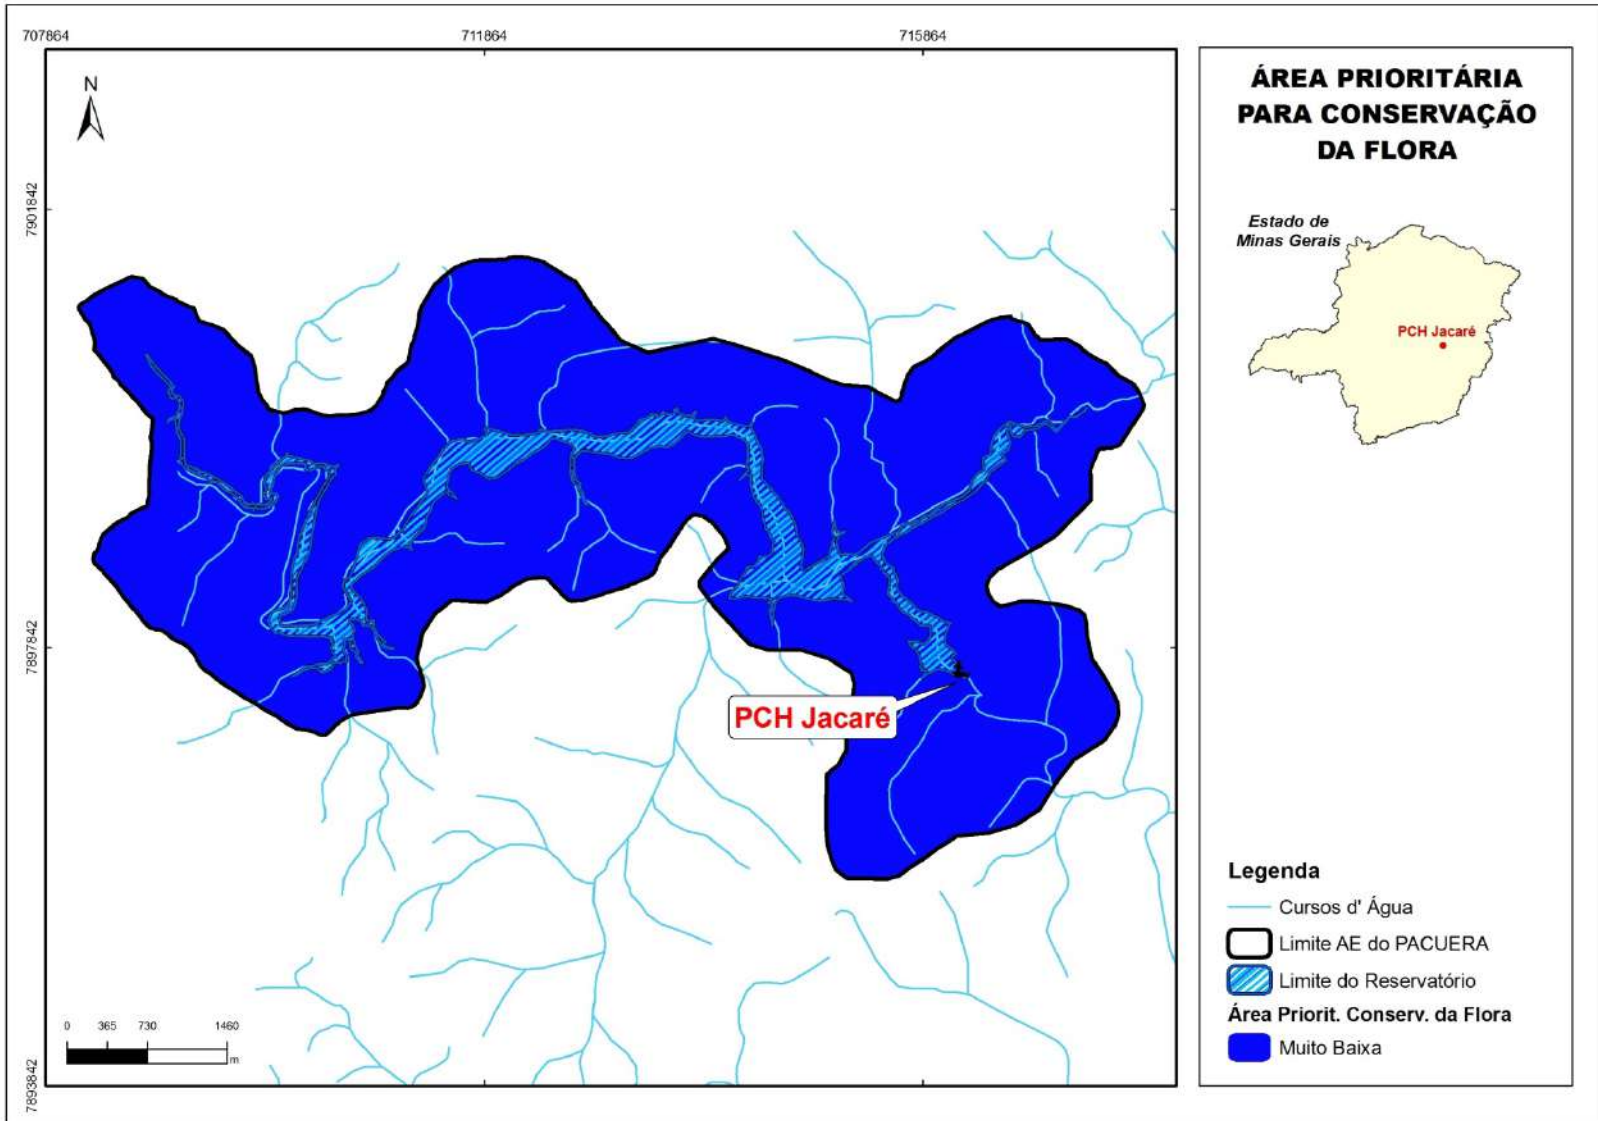 707864
711864
715864
N
7901842
7897842
7893842
PCH Jacaré
0 365 730 1460
m
ÁREA PRIORITÁRIA
PARA CONSERVAÇÃO
DA FLORA
Estado de
Minas Gerais
PCH Jacaré
Legenda
Cursos d' Água
Limite AE do PACUERA
Limite do Reservatório
Área Priorit. Conserv. da Flora
Muito Baixa